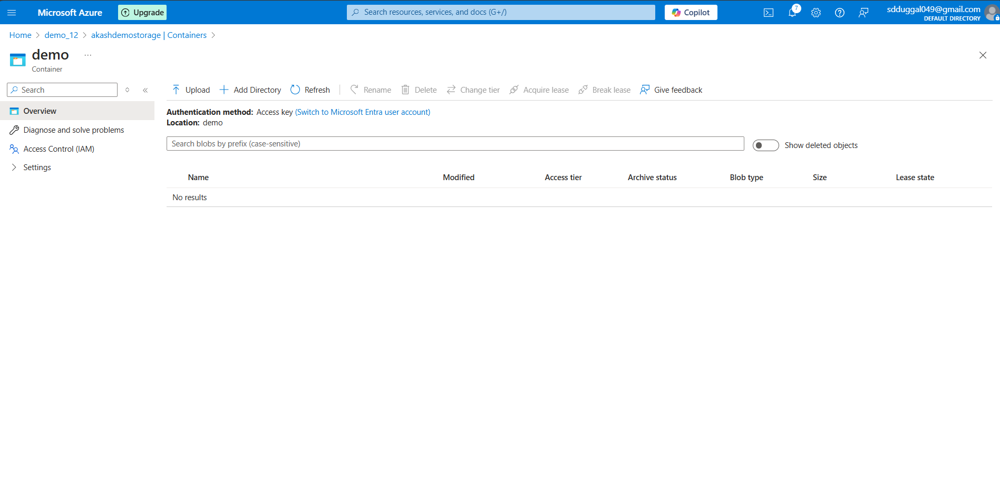 Microsoft Azure Upgrade Search resources, services, and docs (G+/) Copilot 7 sdduggal049@gmail.com
DEFAULT DIRECTORY
Home > demo_12 > akashdemostorage | Containers >
demo ...
Container
Search « Upload Add Directory Refresh Rename Delete Change tier Acquire lease Break lease Give feedback
Overview
Diagnose and solve problems
Access Control (IAM)
Settings
Authentication method: Access key (Switch to Microsoft Entra user account)
Location: demo
Search blobs by prefix (case-sensitive) Show deleted objects
Name Modified Access tier Archive status Blob type Size Lease state
No results